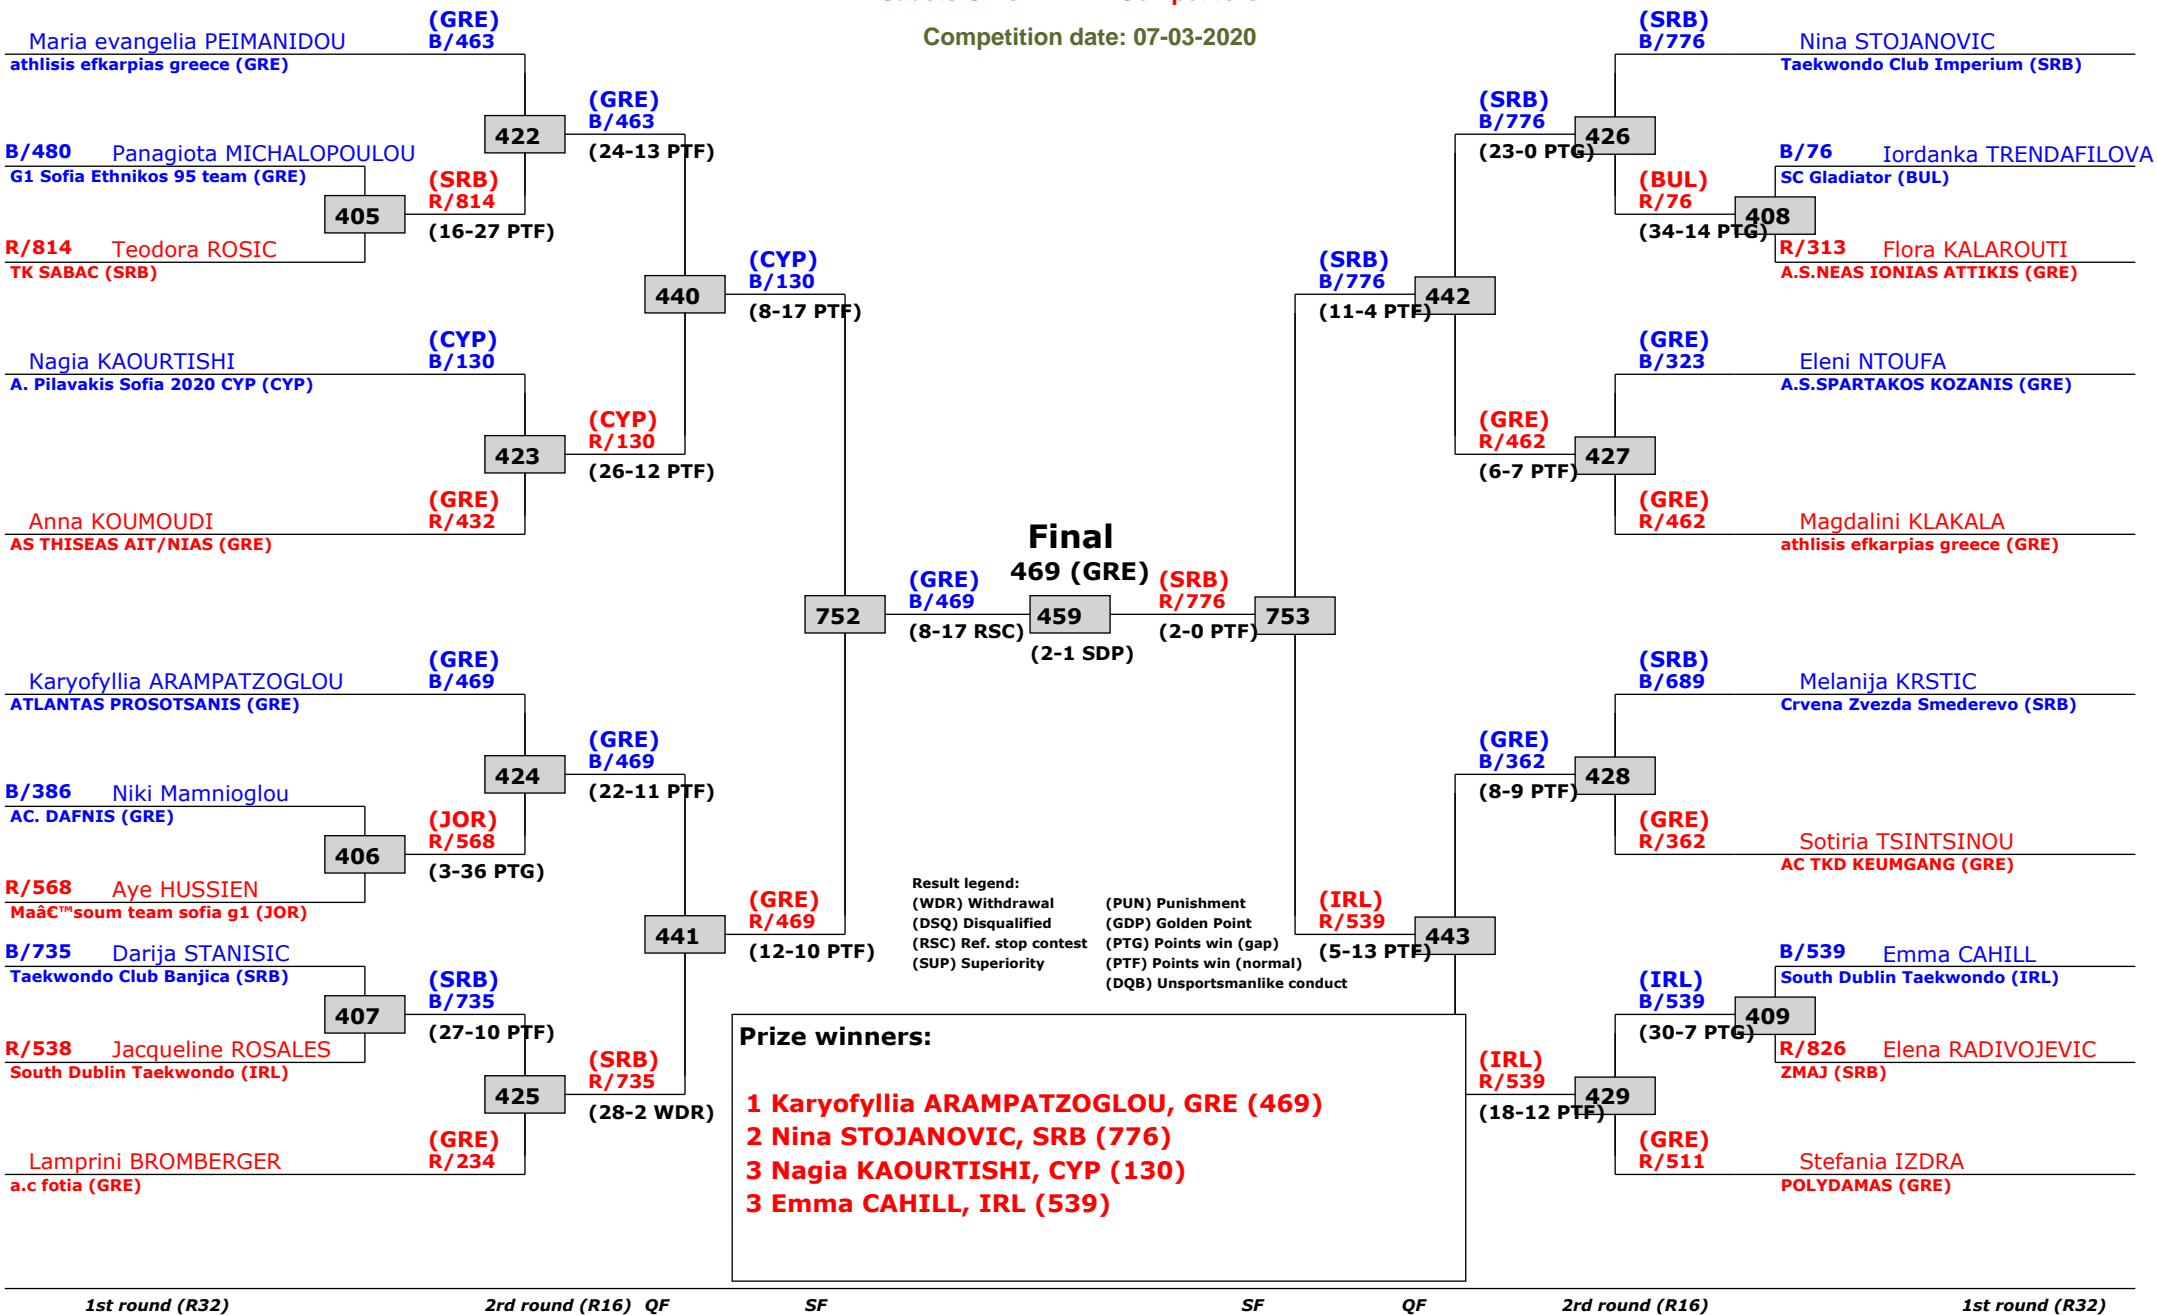 Competition date: 07-03-2020
(GRE)
Maria evangelia PEIMANIDOU B/463
athlisis efkarpias greece (GRE)
(GRE)
B/463
422
(24-13 PTF)
B/480 Panagiota MICHALOPOULOU
G1 Sofia Ethnikos 95 team (GRE)
(SRB)
R/814
405
(16-27 PTF)
R/814 Teodora ROSIC
TK SABAC (SRB)
(CYP)
B/130
440
(8-17 PTF)
(CYP)
Nagia KAOURTISHI B/130
A. Pilavakis Sofia 2020 CYP (CYP)
(CYP)
R/130
423
(26-12 PTF)
(GRE)
Anna KOUMOUDI R/432
AS THISEAS AIT/NIAS (GRE)
Final
469 (GRE)
(GRE)
B/469
752
(8-17 RSC)
459
(2-1 SDP)
(SRB)
R/776
753
(2-0 PTF)
(GRE)
Karyofyllia ARAMPATZOGLOU B/469
ATLANTAS PROSOTSANIS (GRE)
(GRE)
B/469
424
(22-11 PTF)
B/386 Niki Mamnioglou
AC. DAFNIS (GRE)
(JOR)
R/568
406
(3-36 PTG)
R/568 Aye HUSSIEN
Maâ€™soum team sofia g1 (JOR)
(GRE)
R/469
441
(12-10 PTF)
B/735 Darija STANISIC
Taekwondo Club Banjica (SRB)
(SRB)
B/735
407
(27-10 PTF)
R/538 Jacqueline ROSALES
South Dublin Taekwondo (IRL)
(SRB)
R/735
425
(28-2 WDR)
(GRE)
Lamprini BROMBERGER R/234
a.c fotia (GRE)
(SRB)
B/776 Nina STOJANOVIC
Taekwondo Club Imperium (SRB)
(SRB)
B/776
426
(23-0 PTG)
B/76 Iordanka TRENDAFILOVA
SC Gladiator (BUL)
(BUL)
R/76
408
(34-14 PTG)
R/313 Flora KALAROUTI
A.S.NEAS IONIAS ATTIKIS (GRE)
(SRB)
B/776
442
(11-4 PTF)
(GRE)
B/323 Eleni NTOUFA
A.S.SPARTAKOS KOZANIS (GRE)
(GRE)
R/462
427
(6-7 PTF)
(GRE)
R/462 Magdalini KLAKALA
athlisis efkarpias greece (GRE)
(SRB)
B/689 Melanija KRSTIC
Crvena Zvezda Smederevo (SRB)
(GRE)
B/362
428
(8-9 PTF)
(GRE)
R/362 Sotiria TSINTSINOU
AC TKD KEUMGANG (GRE)
(IRL)
R/539
443
(5-13 PTF)
B/539 Emma CAHILL
South Dublin Taekwondo (IRL)
(IRL)
B/539
409
(30-7 PTG)
R/826 Elena RADIVOJEVIC
ZMAJ (SRB)
(IRL)
R/539
429
(18-12 PTF)
(GRE)
R/511 Stefania IZDRA
POLYDAMAS (GRE)
Result legend:
(WDR) Withdrawal (PUN) Punishment
(DSQ) Disqualified (GDP) Golden Point
(RSC) Ref. stop contest (PTG) Points win (gap)
(SUP) Superiority (PTF) Points win (normal)
(DQB) Unsportsmanlike conduct
Prize winners:
1 Karyofyllia ARAMPATZOGLOU, GRE (469)
2 Nina STOJANOVIC, SRB (776)
3 Nagia KAOURTISHI, CYP (130)
3 Emma CAHILL, IRL (539)
1st round (R32) 2rd round (R16) QF SF SF QF 2rd round (R16) 1st round (R32)